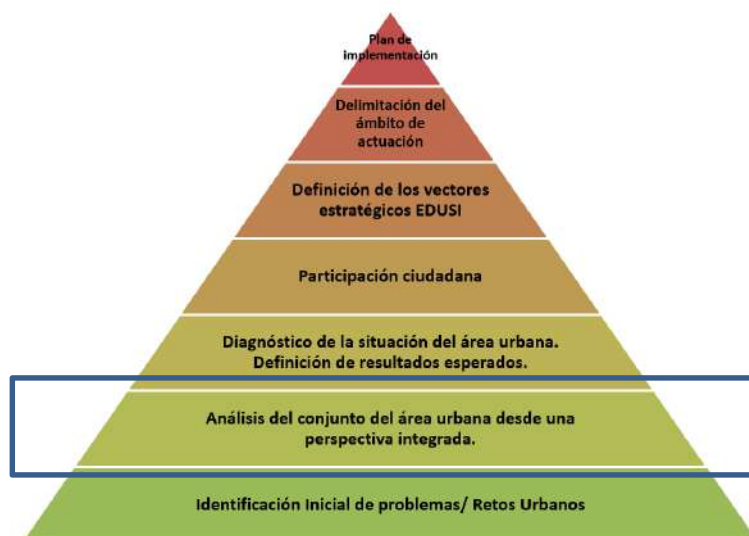 Plan de
implementación
Delimitación del
ámbito de
actuación
Definición de los vectores
estratégicos EDUSI
Participación ciudadana
Diagnóstico de la situación del área urbana.
Definición de resultados esperados.
Análisis del conjunto del área urbana desde una
perspectiva integrada.
Identificación Inicial de problemas/ Retos Urbanos